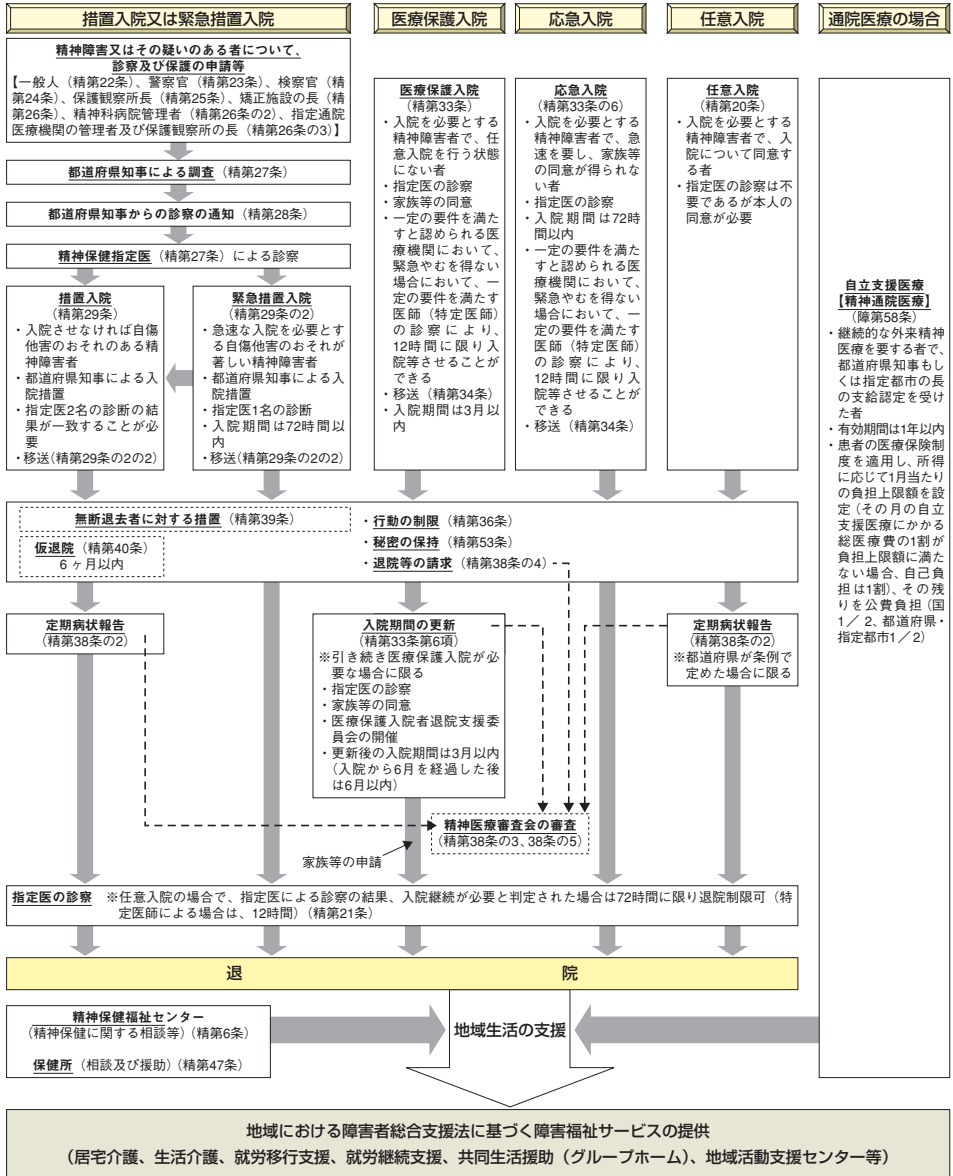 措置入院又は緊急措置入院
医療保護入院
応急入院
任意入院
通院医療の場合
精神障害又はその疑いのある者について、
診察及び保護の申請等
【一般人（精第22条）、警察官（精第23条）、検察官（精
第24条）、保護観察所長（精第25条）、矯正施設の長（精
第26条）、精神科病院管理者（精第26条の2）、指定通院
医療機関の管理者及び保護観察所の長（精第26条の3）】
都道府県知事による調査（精第27条）
都道府県知事からの診察の通知（精第28条）
精神保健指定医（精第27条）による診察
措置入院
（精第29条）
・入院させなければ自傷
他害のおそれのある精
神障害者
・都道府県知事による入
院措置
・指定医2名の診断の結
果が一致することが必
要
・移送（精第29条の2の2）
緊急措置入院
（精第29条の2）
・急速な入院を必要とす
る自傷他害のおそれが
著しい精神障害者
・都道府県知事による入
院措置
・指定医1名の診断
・入院期間は72時間以
内
・移送（精第29条の2の2）
医療保護入院
（精第33条）
・入院を必要とする
精神障害者で、任
意入院を行う状態
にない者
・指定医の診察
・家族等の同意
・一定の要件を満た
すと認められる医
療機関において、
緊急やむを得ない
場合において、一
定の要件を満たす
医師（特定医師）
の診察により、
12時間に限り入
院等させることが
できる
・移送（精第34条）
・入院期間は3月以
内
応急入院
（精第33条の6）
・入院を必要とする
精神障害者で、急
速を要し、家族等
の同意が得られな
い者
・指定医の診察
・入院期間は72時
間以内
・一定の要件を満た
すと認められる医
療機関において、
緊急やむを得ない
場合において、一
定の要件を満たす
医師（特定医師）
の診察により、
12時間に限り入
院等させることが
できる
・移送（精第34条）
任意入院
（精第20条）
・入院を必要とする
精神障害者で、入
院について同意す
る者
・指定医の診察は不
要であるが本人の
同意が必要
自立支援医療
【精神通院医療】
（障第58条）
・継続的な外来精神
医療を要する者で、
都道府県知事もし
くは指定都市の長
の支給認定を受け
た者
・有効期間は1年以内
・患者の医療保険制
度を適用し、所得
に応じて1月当たり
の負担上限額を設
定（その月の自立
支援医療にかかる
総医療費の1割が
負担上限額に満た
ない場合、自己負
担は1割）、その残
りを公費負担（国
1／2、都道府県・
指定都市1／2）
無断退去者に対する措置（精第39条）
仮退院（精第40条）
6ヶ月以内
・行動の制限（精第36条）
・秘密の保持（精第53条）
・退院等の請求（精第38条の4）
定期病状報告
（精第38条の2）
入院期間の更新
（精第33条第6項）
※引き続き医療保護入院が必
要な場合に限る
・指定医の診察
・家族等の同意
・医療保護入院者退院支援委
員会の開催
・更新後の入院期間は3月以内
（入院から6月を経過した後
は6月以内）
定期病状報告
（精第38条の2）
※都道府県が条例で
定めた場合に限る
精神医療審査会の審査
（精第38条の3、38条の5）
家族等の申請
指定医の診察　※任意入院の場合で、指定医による診察の結果、入院継続が必要と判定された場合は72時間に限り退院制限可（特
定医師による場合は、12時間）（精第21条）
退　院
精神保健福祉センター
（精神保健に関する相談等）（精第6条）
保健所（相談及び援助）（精第47条）
地域生活の支援
地域における障害者総合支援法に基づく障害福祉サービスの提供
（居宅介護、生活介護、就労移行支援、就労継続支援、共同生活援助（グループホーム）、地域活動支援センター等）